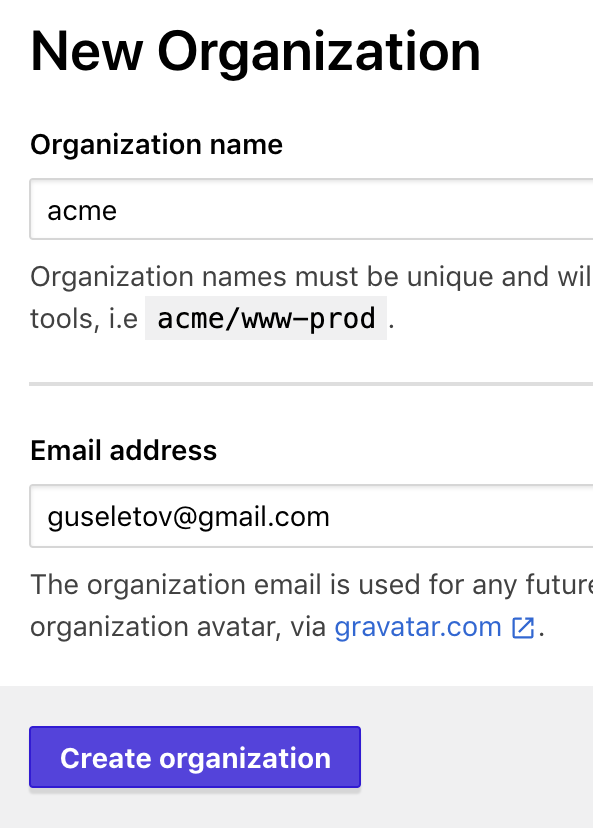 New Organization
Organization name
acme
Organization names must be unique and wil
tools, i.e acme/www-prod .
Email address
guseletov@gmail.com
The organization email is used for any future
organization avatar, via gravatar.com .
Create organization